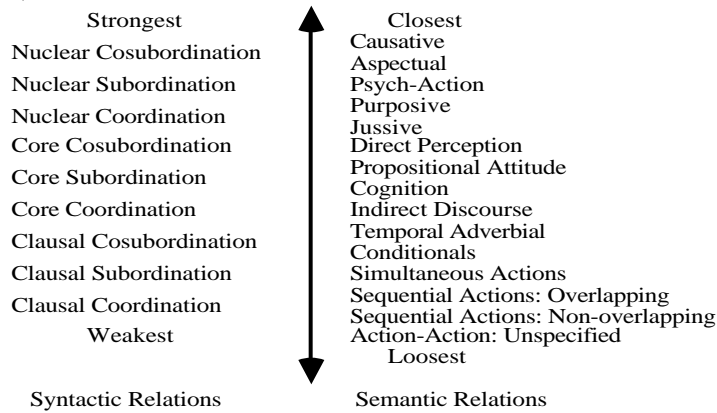 Strongest
Nuclear Cosubordination
Nuclear Subordination
Nuclear Coordination
Core Cosubordination
Core Subordination
Core Coordination
Clausal Cosubordination
Clausal Subordination
Clausal Coordination
Weakest
Syntactic Relations
Closest
Causative
Aspectual
Psych-Action
Purposive
Jussive
Direct Perception
Propositional Attitude
Cognition
Indirect Discourse
Temporal Adverbial
Conditionals
Simultaneous Actions
Sequential Actions: Overlapping
Sequential Actions: Non-overlapping
Action-Action: Unspecified
Loosest
Semantic Relations